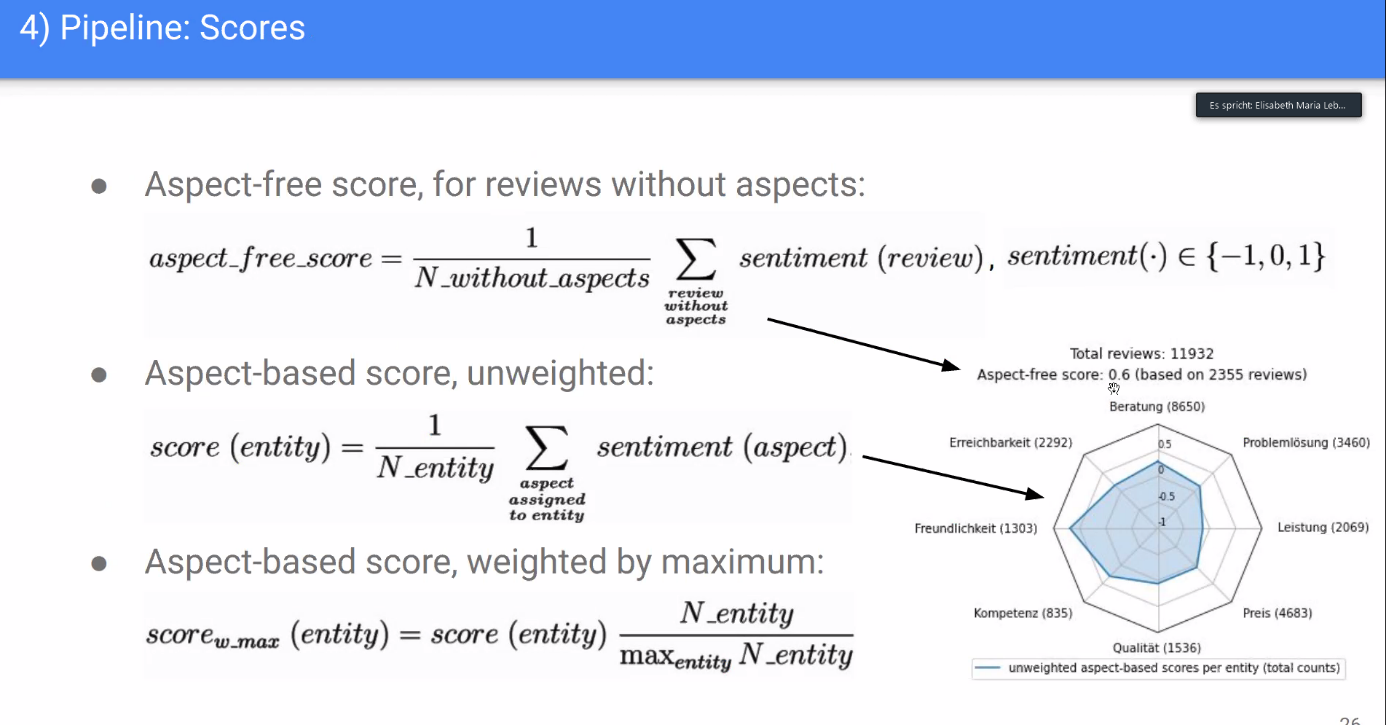 4) Pipeline: Scores
Es spricht: Elisabeth Maria Leb...
● Aspect-free score, for reviews without aspects:
aspect_free_score = 1/N_without_aspects ∑ review without aspects sentiment (review), sentiment(·) ∈ {−1, 0, 1}
● Aspect-based score, unweighted:
score (entity) = 1/N_entity ∑ aspect assigned to entity sentiment (aspect)
● Aspect-based score, weighted by maximum:
score_w_max (entity) = score (entity) N_entity/max_entity N_entity
Total reviews: 11932
Aspect-free score: 0.6 (based on 2355 reviews)
Beratung (8650)
Erreichbarkeit (2292)
Problemlösung (3460)
0.5
0
-0.5
-1
Freundlichkeit (1303)
Leistung (2069)
Kompetenz (835)
Preis (4683)
Qualität (1536)
unweighted aspect-based scores per entity (total counts)
26